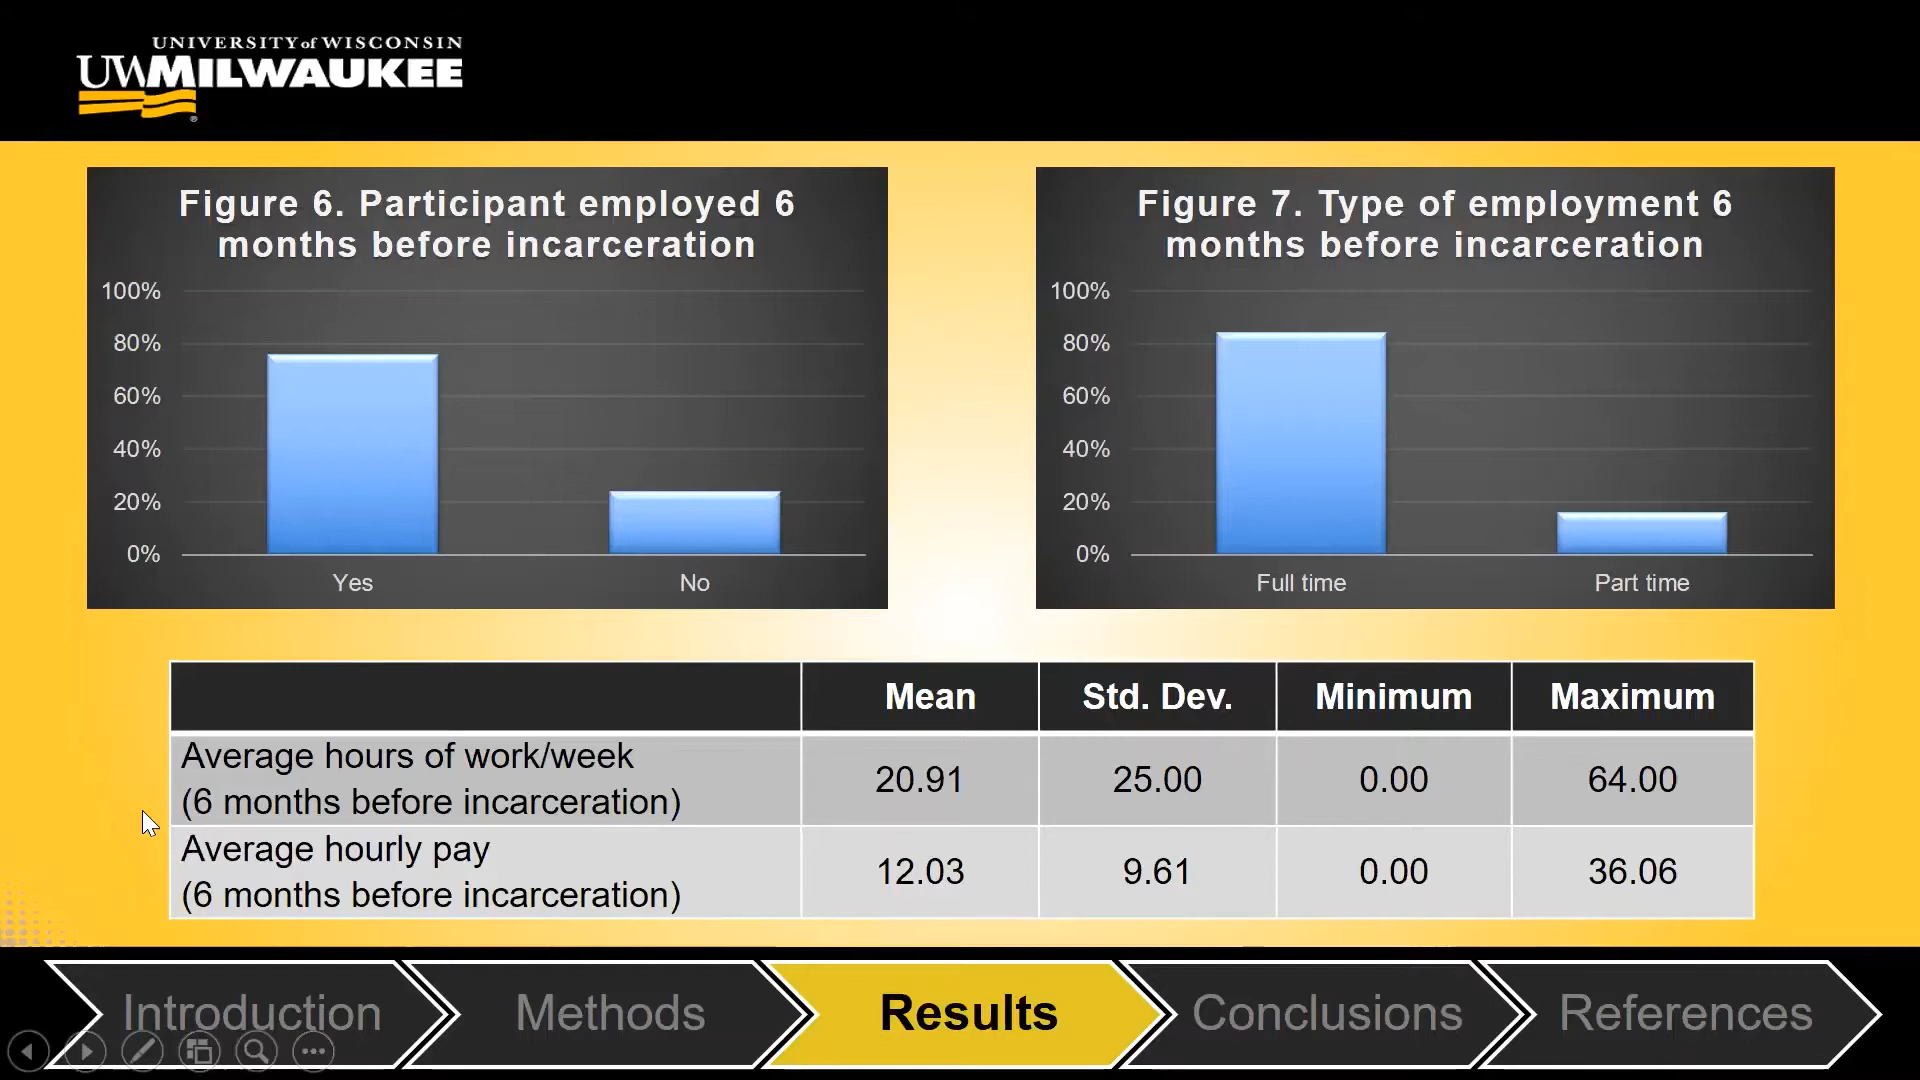 UNIVERSITY of WISCONSIN
UWMILWAUKEE
®
Figure 6. Participant employed 6
months before incarceration
100%
80%
60%
40%
20%
0%
Yes
No
Figure 7. Type of employment 6
months before incarceration
100%
80%
60%
40%
20%
0%
Full time
Part time
Mean
Std. Dev.
Minimum
Maximum
Average hours of work/week
(6 months before incarceration)
20.91
25.00
0.00
64.00
Average hourly pay
(6 months before incarceration)
12.03
9.61
0.00
36.06
Introduction
Methods
Results
Conclusions
References